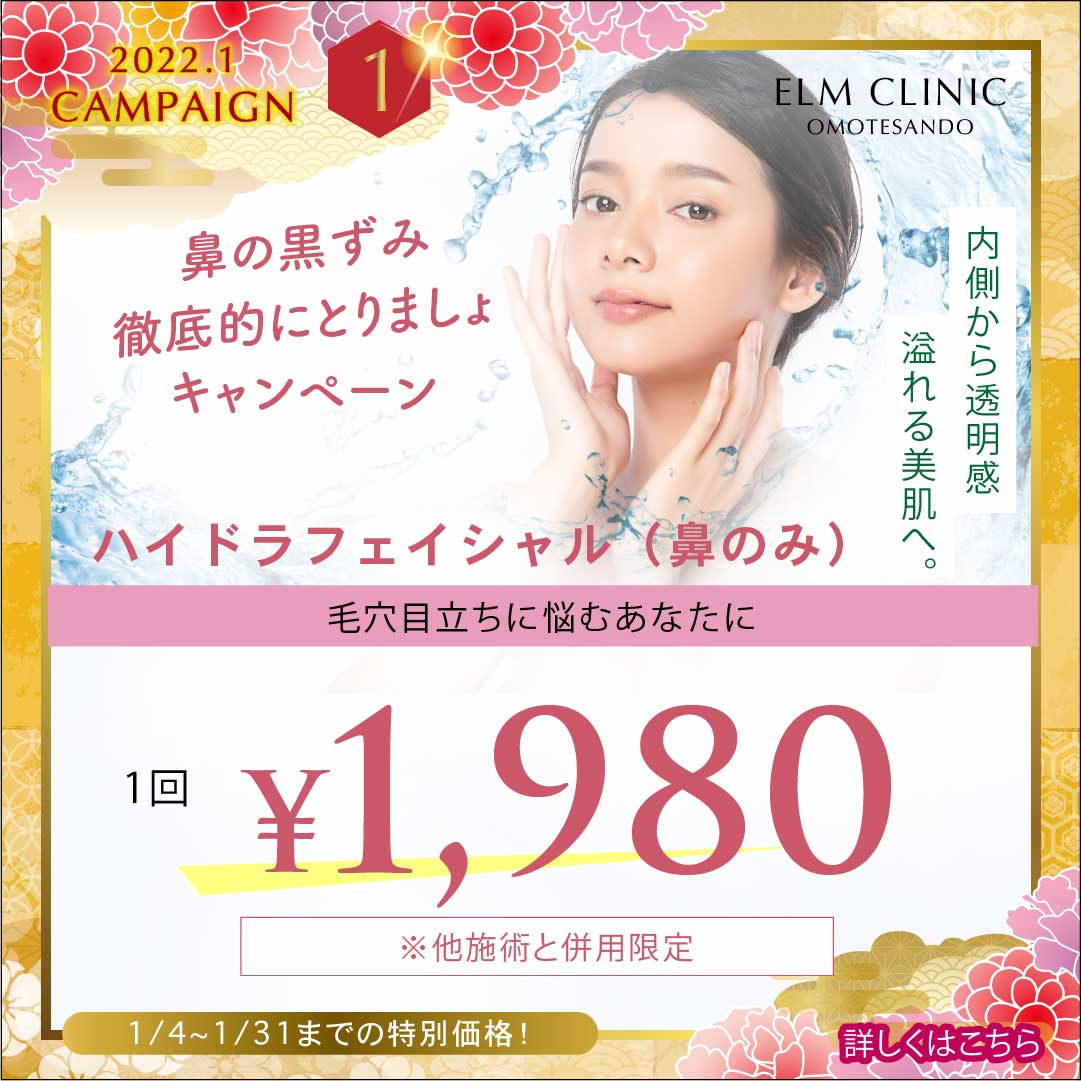 2022.1
CAMPAIGN
1
ELM CLINIC
OMOTESANDO
鼻の黒ずみ
徹底的にとりましょ
キャンペーン
内側から透明感
溢れる美肌へ。
ハイドラフェイシャル（鼻のみ）
毛穴目立ちに悩むあなたに
1回
¥1,980
※他施術と併用限定
1/4~1/31までの特別価格！
詳しくはこちら